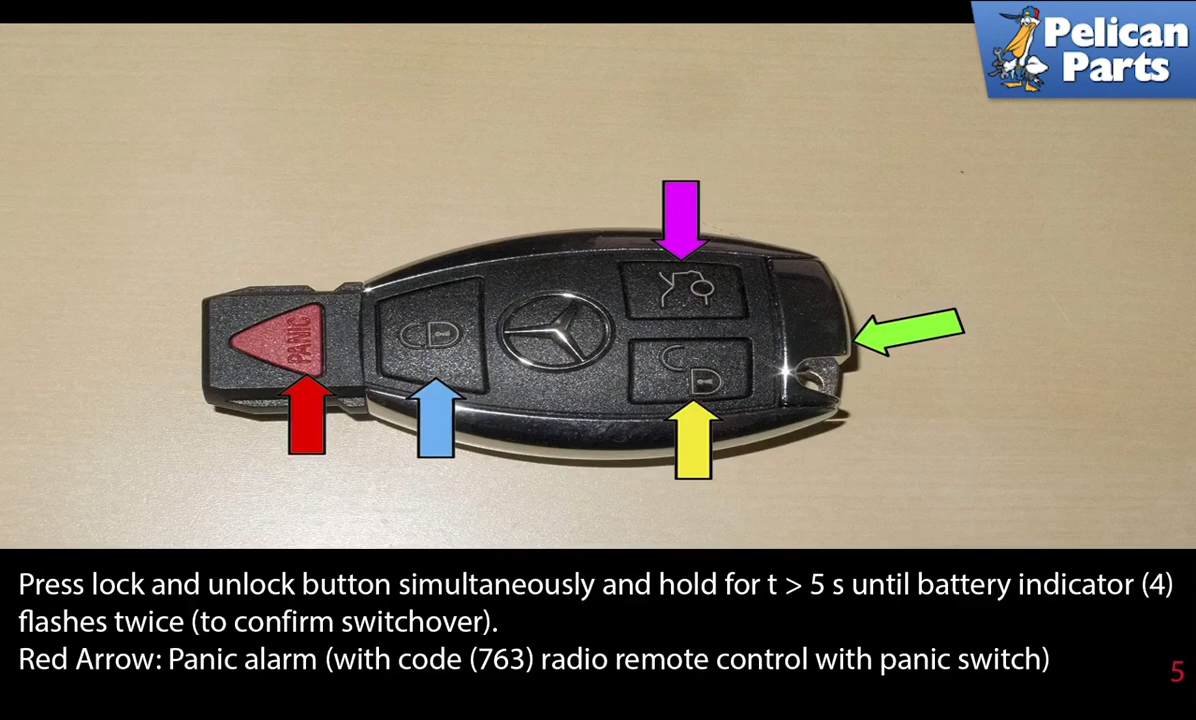 Pelican
Parts
PANIC
Press lock and unlock button simultaneously and hold for t > 5 s until battery indicator (4)
flashes twice (to confirm switchover).
Red Arrow: Panic alarm (with code (763) radio remote control with panic switch)
5